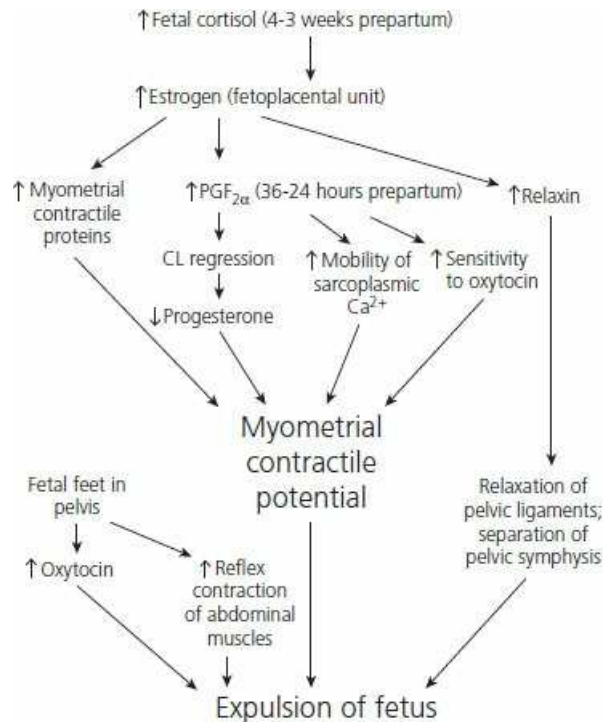 ↑Fetal cortisol (4-3 weeks prepartum)
↑Estrogen (fetoplacental unit)
↑Myometrial
contractile
proteins
↑PGF₂α (36-24 hours prepartum)
↑Relaxin
CL regression
↓Progesterone
↑Mobility of
sarcoplasmic
Ca²⁺
↑Sensitivity
to oxytocin
Myometrial
contractile
potential
Fetal feet in
pelvis
↑Oxytocin
↑Reflex
contraction
of abdominal
muscles
Relaxation of
pelvic ligaments;
separation of
pelvic symphysis
Expulsion of fetus